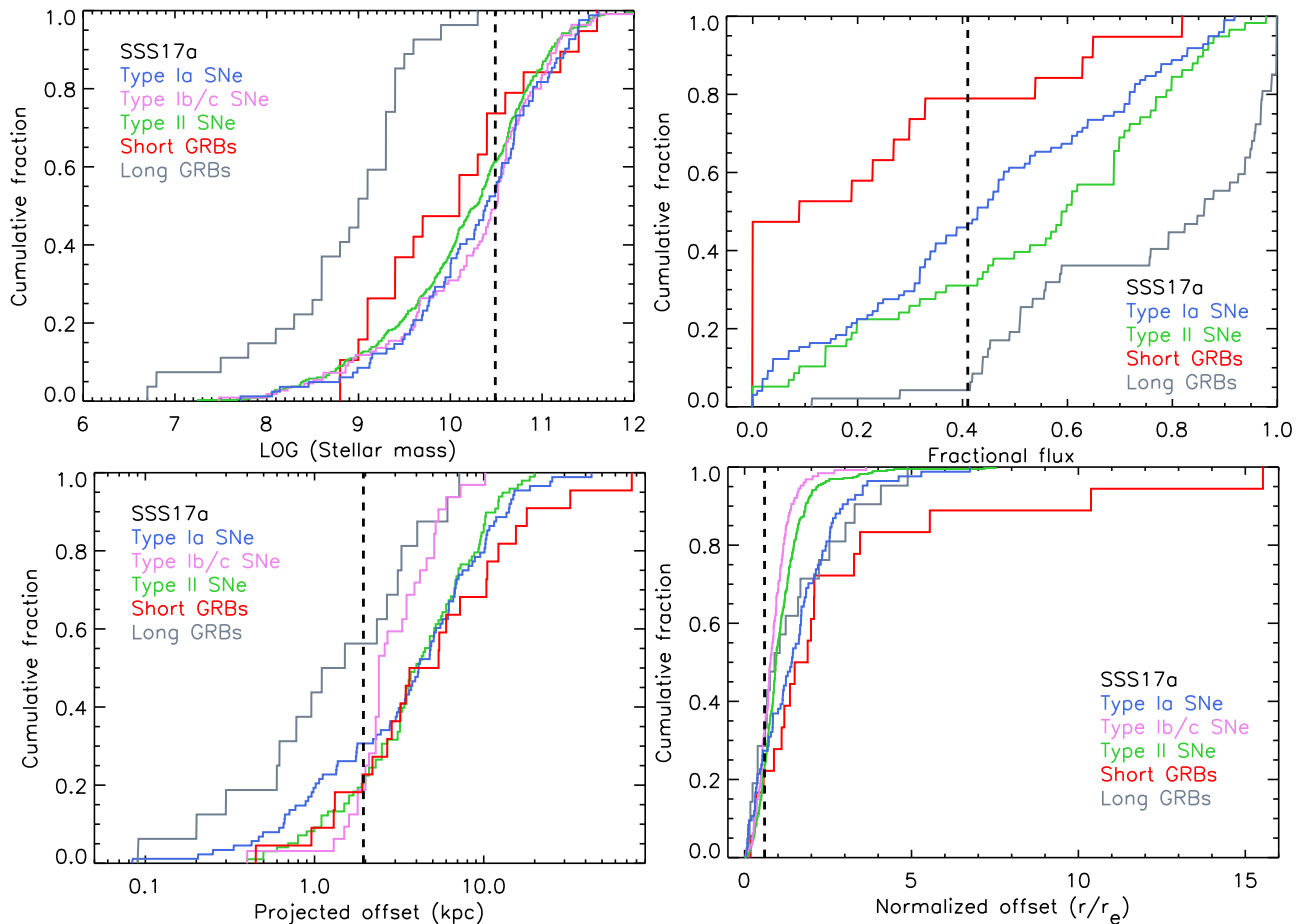 1.0
0.8
0.6
0.4
0.2
0.0
Cumulative fraction
SSS17a
Type Ia SNe
Type Ib/c SNe
Type II SNe
Short GRBs
Long GRBs
6 7 8 9 10 11 12
LOG (Stellar mass)
1.0
0.8
0.6
0.4
0.2
0.0
Cumulative fraction
SSS17a
Type Ia SNe
Type II SNe
Short GRBs
Long GRBs
0.0 0.2 0.4 0.6 0.8 1.0
Fractional flux
1.0
0.8
0.6
0.4
0.2
0.0
Cumulative fraction
SSS17a
Type Ia SNe
Type Ib/c SNe
Type II SNe
Short GRBs
Long GRBs
0.1 1.0 10.0
Projected offset (kpc)
1.0
0.8
0.6
0.4
0.2
0.0
Cumulative fraction
SSS17a
Type Ia SNe
Type Ib/c SNe
Type II SNe
Short GRBs
Long GRBs
0 5 10 15
Normalized offset (r/re)